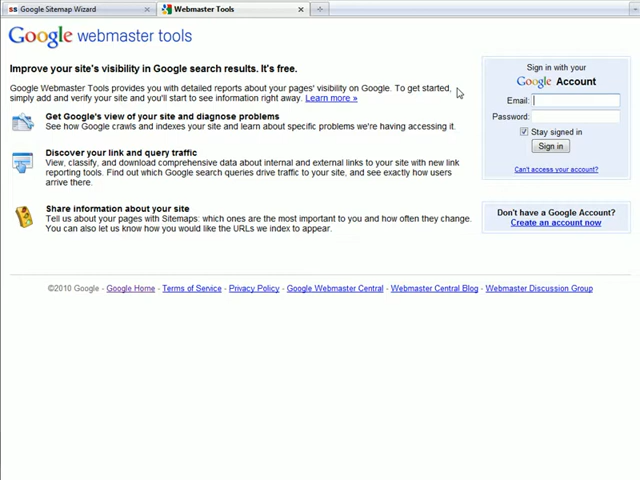 Google Sitemap Wizard
Webmaster Tools
Google webmaster tools
Improve your site's visibility in Google search results. It's free.
Google Webmaster Tools provides you with detailed reports about your pages' visibility on Google. To get started,
simply add and verify your site and you'll start to see information right away. Learn more »
Get Google's view of your site and diagnose problems
See how Google crawls and indexes your site and learn about specific problems we're having accessing it.
Discover your link and query traffic
View, classify, and download comprehensive data about internal and external links to your site with new link
reporting tools. Find out which Google search queries drive traffic to your site, and see exactly how users
arrive there.
Share information about your site
Tell us about your pages with Sitemaps: which ones are the most important to you and how often they change.
You can also let us know how you would like the URLs we index to appear.
Sign in with your
Google Account
Email:
Password:
Stay signed in
Sign in
Can't access your account?
Don't have a Google Account?
Create an account now
©2010 Google - Google Home - Terms of Service - Privacy Policy - Google Webmaster Central - Webmaster Central Blog - Webmaster Discussion Group